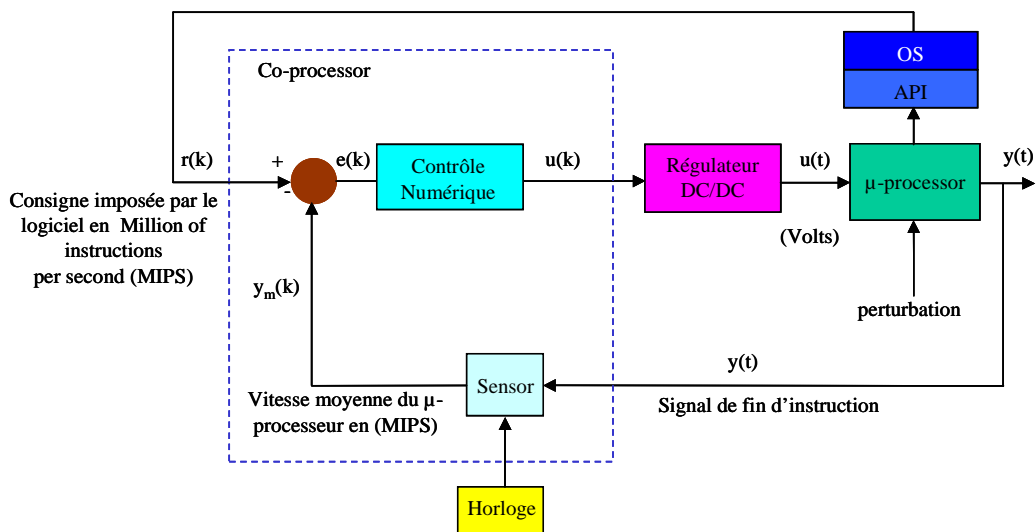 OS
API
Co-processor
r(k)
+
-
e(k)
Contrôle
Numérique
u(k)
Régulateur
DC/DC
u(t)
(Volts)
µ-processor
y(t)
Consigne imposée par le
logiciel en Million of
instructions
per second (MIPS)
y_m(k)
perturbation
Sensor
y(t)
Signal de fin d’instruction
Vitesse moyenne du µ-
processeur en (MIPS)
Horloge